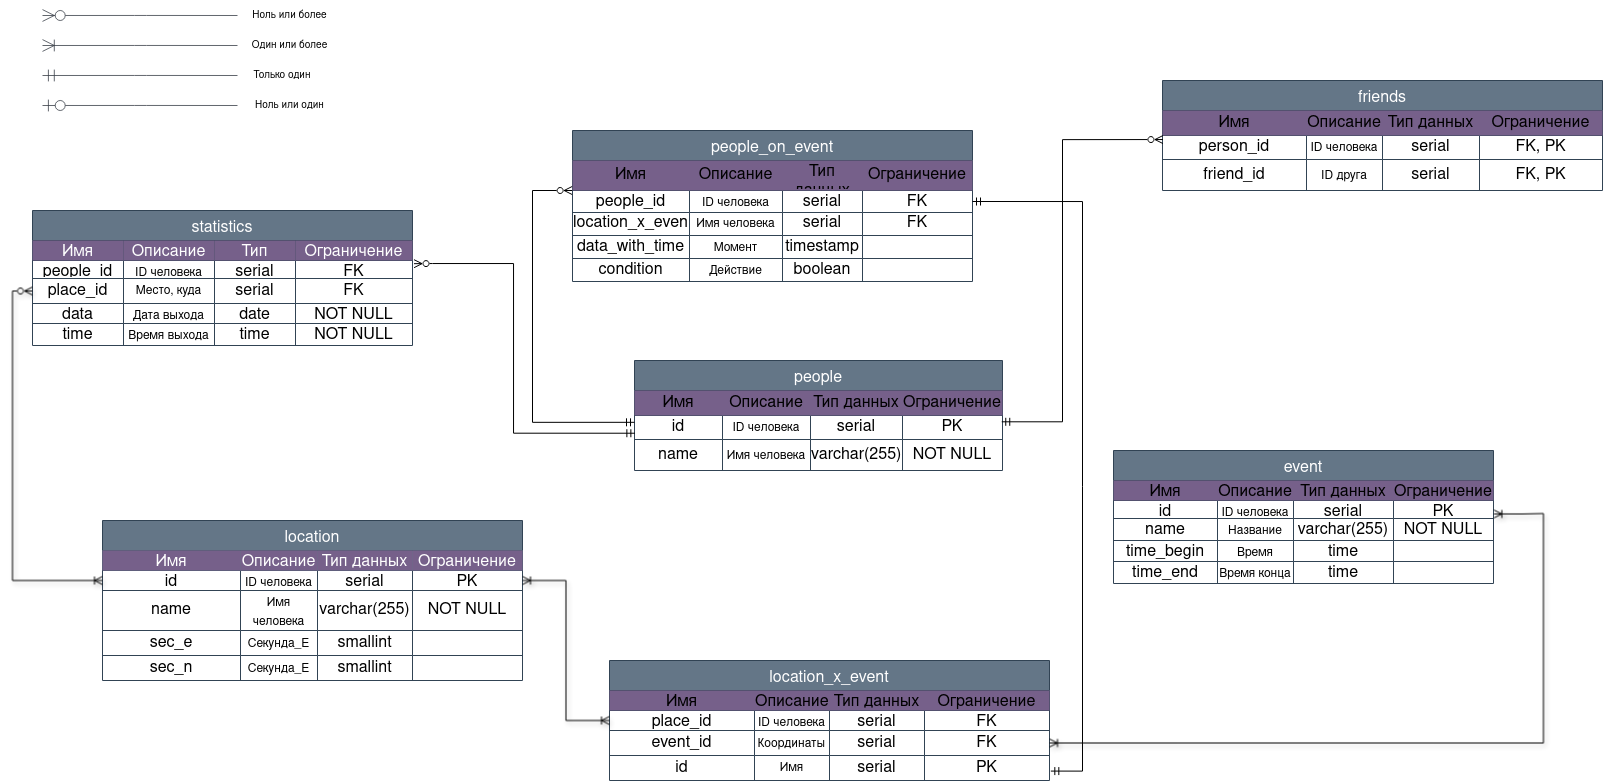 Ноль или более
Один или более
Только один
Ноль или один
friends
Имя Описание Тип данных Ограничение
person_id ID человека serial FK, PK
friend_id ID друга serial FK, PK
people_on_event
Имя Описание Тип данных Ограничение
people_id ID человека serial FK
location_x_even Имя человека serial FK
data_with_time Момент timestamp
condition Действие boolean
statistics
Имя Описание Тип Ограничение
people_id ID человека serial FK
place_id Место, куда serial FK
data Дата выхода date NOT NULL
time Время выхода time NOT NULL
people
Имя Описание Тип данных Ограничение
id ID человека serial PK
name Имя человека varchar(255) NOT NULL
event
Имя Описание Тип данных Ограничение
id ID человека serial PK
name Название varchar(255) NOT NULL
time_begin Время time
time_end Время конца time
location
Имя Описание Тип данных Ограничение
id ID человека serial PK
name Имя человека varchar(255) NOT NULL
sec_e Секунда_E smallint
sec_n Секунда_E smallint
location_x_event
Имя Описание Тип данных Ограничение
place_id ID человека serial FK
event_id Координаты serial FK
id Имя serial PK